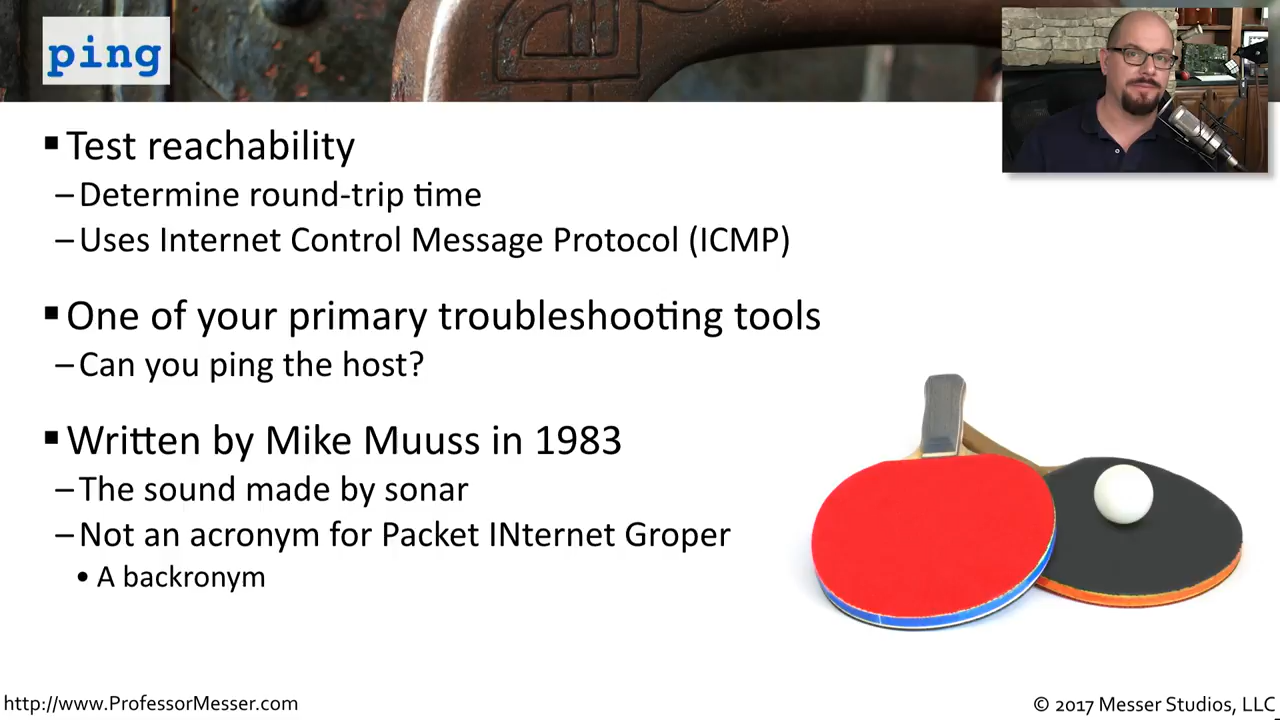 ping
▪ Test reachability
– Determine round-trip time
– Uses Internet Control Message Protocol (ICMP)
▪ One of your primary troubleshooting tools
– Can you ping the host?
▪ Written by Mike Muuss in 1983
– The sound made by sonar
– Not an acronym for Packet INternet Groper
• A backronym
http://www.ProfessorMesser.com
© 2017 Messer Studios, LLC